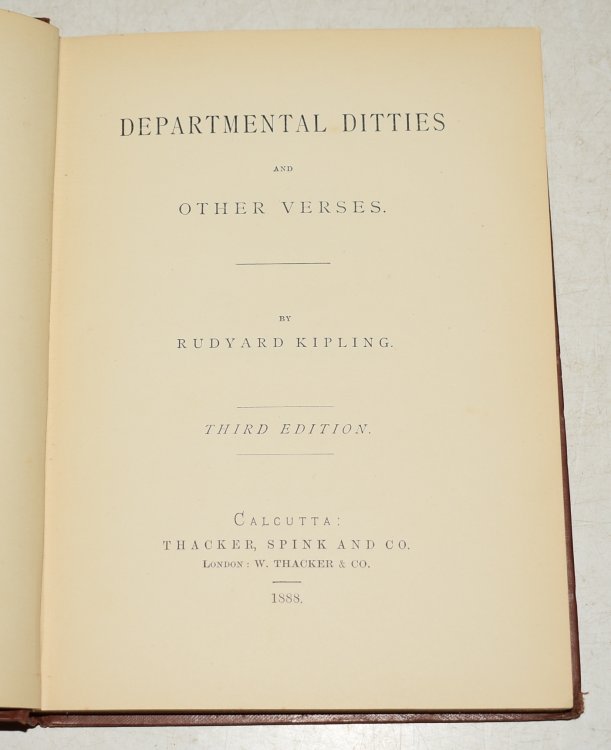 DEPARTMENTAL DITTIES
AND
OTHER VERSES.
BY
RUDYARD KIPLING.
THIRD EDITION.
CALCUTTA:
THACKER, SPINK AND CO.
LONDON: W. THACKER & CO.
1888.